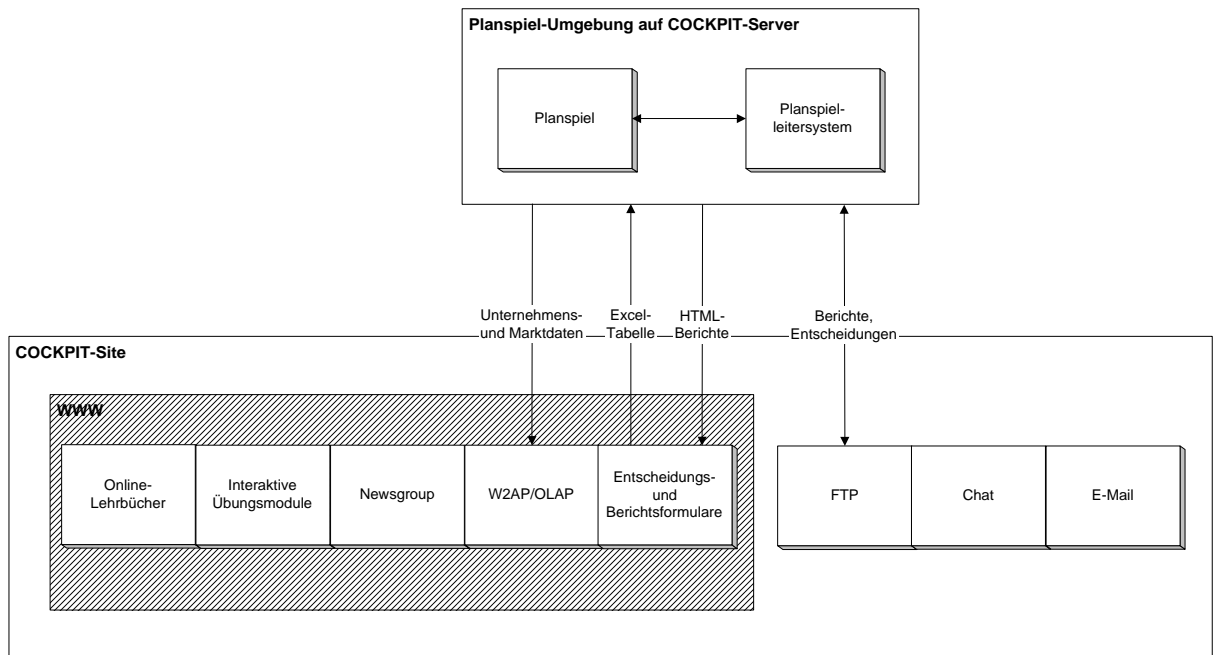 Planspiel-Umgebung auf COCKPIT-Server
Planspiel
Planspiel-
leitersystem
Unternehmens-
und Marktdaten
Excel-
Tabelle
HTML-
Berichte
Berichte,
Entscheidungen
COCKPIT-Site
WWW
Online-
Lehrbücher
Interaktive
Übungsmodule
Newsgroup
W2AP/OLAP
Entscheidungs-
und
Berichtsformulare
FTP
Chat
E-Mail